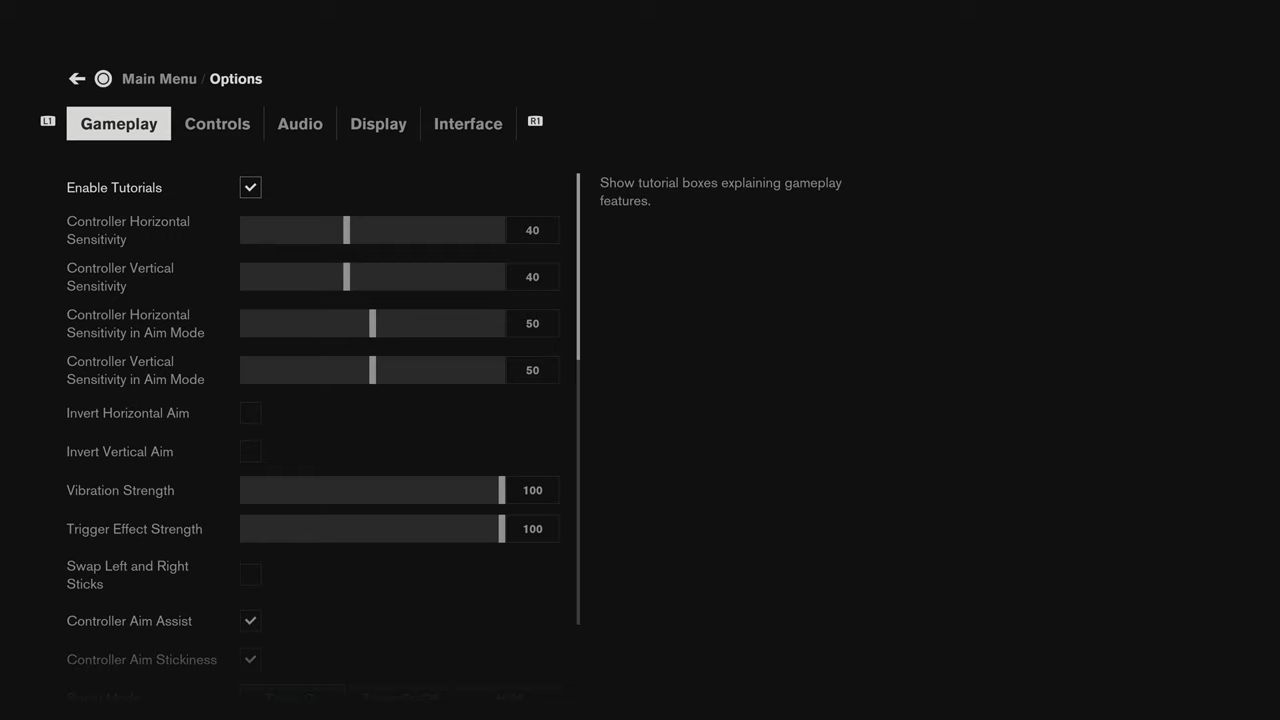 Main Menu / Options
L1 Gameplay Controls Audio Display Interface R1
Enable Tutorials
Controller Horizontal
Sensitivity
40
Controller Vertical
Sensitivity
40
Controller Horizontal
Sensitivity in Aim Mode
50
Controller Vertical
Sensitivity in Aim Mode
50
Invert Horizontal Aim
Invert Vertical Aim
Vibration Strength
100
Trigger Effect Strength
100
Swap Left and Right
Sticks
Controller Aim Assist
Controller Aim Stickiness
Show tutorial boxes explaining gameplay
features.